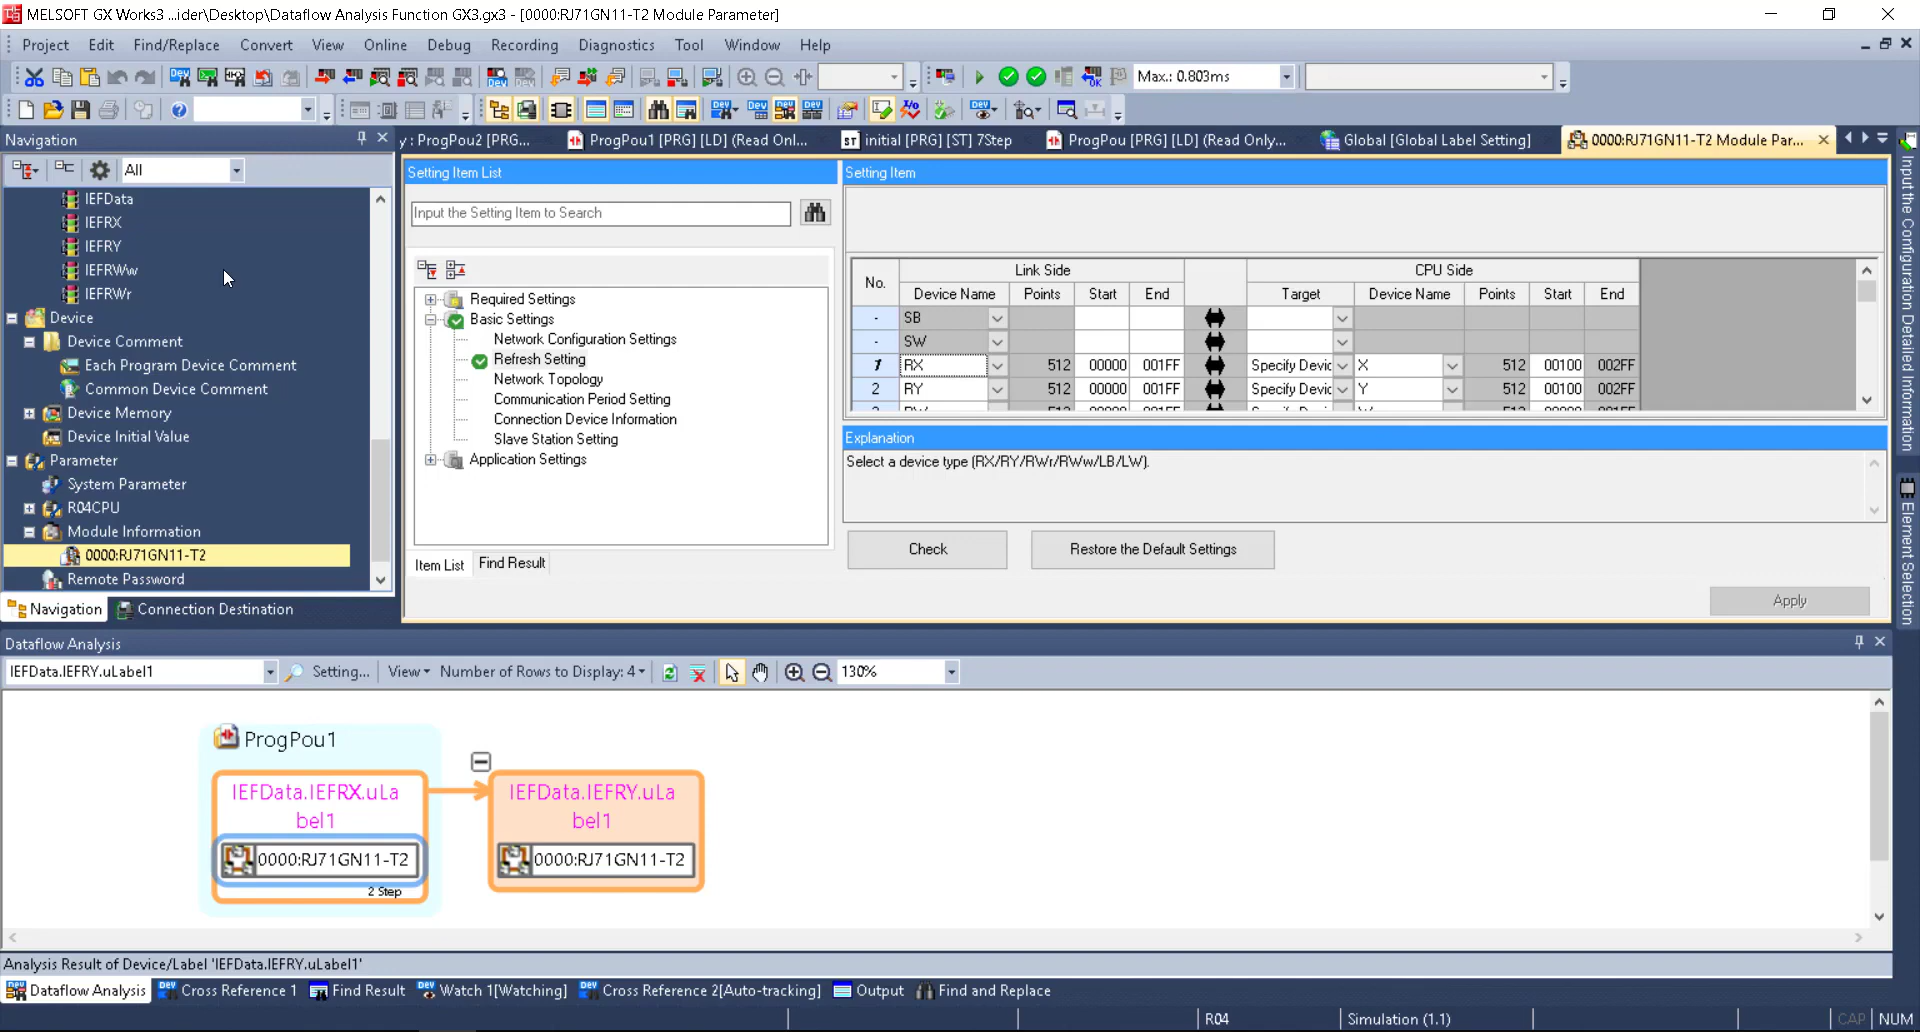 MELSOFT GX Works3 ...ider\Desktop\Dataflow Analysis Function GX3.gx3 - [0000:RJ71GN11-T2 Module Parameter]
Project Edit Find/Replace Convert View Online Debug Recording Diagnostics Tool Window Help
Max.: 0.803ms
Navigation
y : ProgPou2 [PRG...
ProgPou1 [PRG] [LD] (Read Onl...
initial [PRG] [ST] 7Step
ProgPou [PRG] [LD] (Read Only...
Global [Global Label Setting]
0000:RJ71GN11-T2 Module Par...
All
IEFData
IEFRX
IEFRY
IEFRWw
IEFRWr
Device
Device Comment
Each Program Device Comment
Common Device Comment
Device Memory
Device Initial Value
Parameter
System Parameter
R04CPU
Module Information
0000:RJ71GN11-T2
Remote Password
Navigation
Connection Destination
Setting Item List
Input the Setting Item to Search
Required Settings
Basic Settings
Network Configuration Settings
Refresh Setting
Network Topology
Communication Period Setting
Connection Device Information
Slave Station Setting
Application Settings
Item List
Find Result
Setting Item
No. Link Side CPU Side
Device Name Points Start End Target Device Name Points Start End
- SB
- SW
1 RX 512 00000 001FF Specify Devic X 512 00100 002FF
2 RY 512 00000 001FF Specify Devic Y 512 00100 002FF
Explanation
Select a device type (RX/RY/RWr/RWw/LB/LW).
Check
Restore the Default Settings
Apply
Input the Configuration Detailed Information
Element Selection
Dataflow Analysis
IEFData.IEFRY.uLabel1
Setting...
View
Number of Rows to Display: 4
130%
ProgPou1
IEFData.IEFRX.uLa
bel1
0000:RJ71GN11-T2
2 Step
IEFData.IEFRY.uLa
bel1
0000:RJ71GN11-T2
Analysis Result of Device/Label 'IEFData.IEFRY.uLabel1'
Dataflow Analysis
Cross Reference 1
Find Result
Watch 1[Watching]
Cross Reference 2[Auto-tracking]
Output
Find and Replace
R04
Simulation (1.1)
CAP
NUM